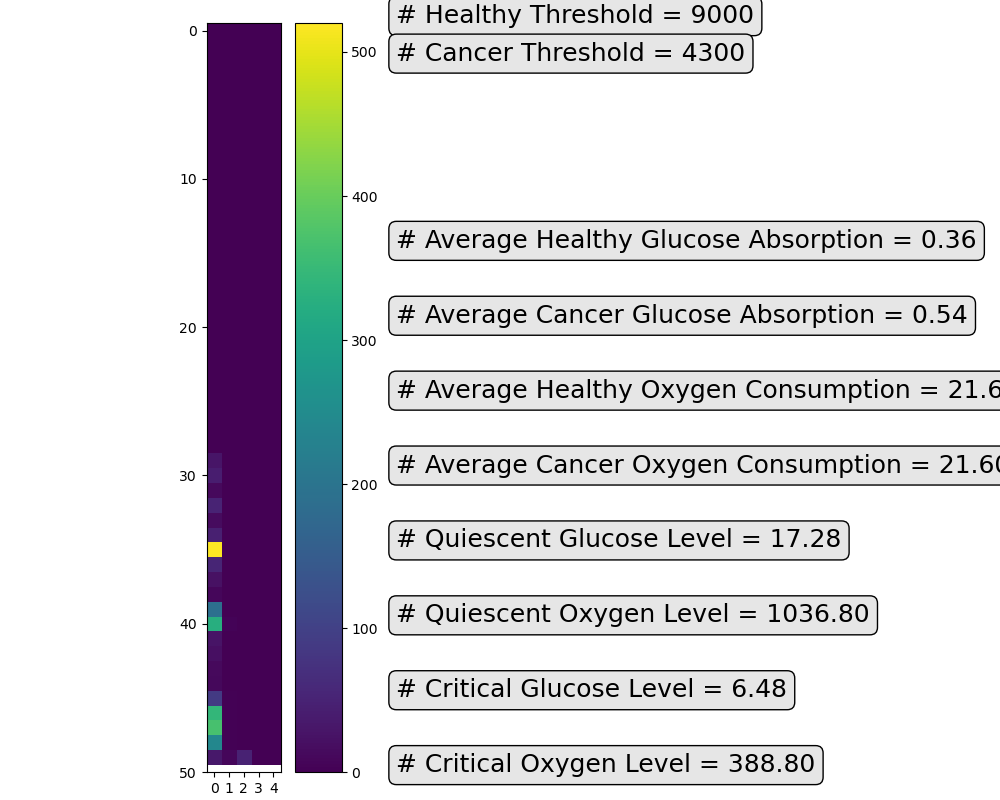 # Healthy Threshold = 9000
# Cancer Threshold = 4300
# Average Healthy Glucose Absorption = 0.36
# Average Cancer Glucose Absorption = 0.54
# Average Healthy Oxygen Consumption = 21.6
# Average Cancer Oxygen Consumption = 21.60
# Quiescent Glucose Level = 17.28
# Quiescent Oxygen Level = 1036.80
# Critical Glucose Level = 6.48
# Critical Oxygen Level = 388.80
0
10
20
30
40
50
0 1 2 3 4
500
400
300
200
100
0